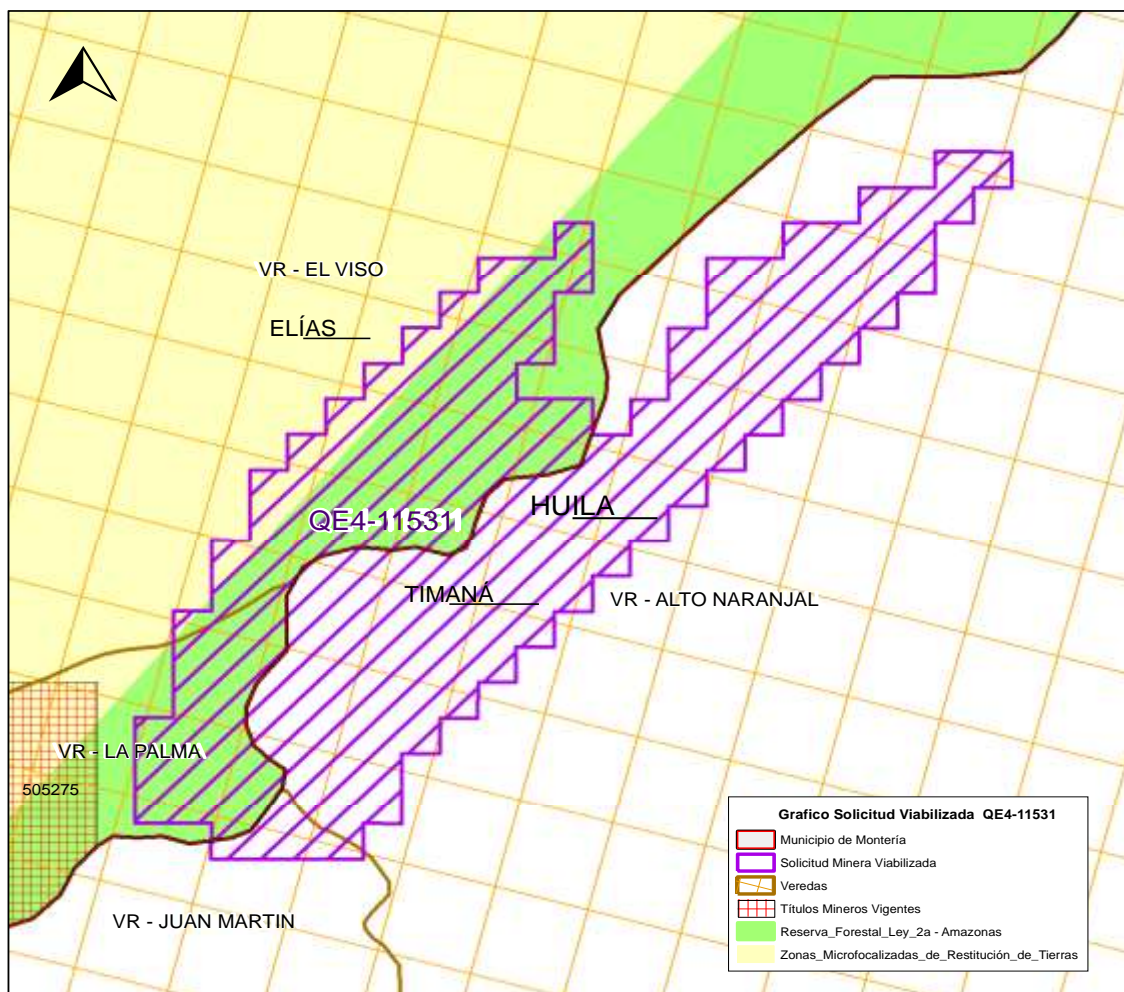 VR - EL VISO
ELÍAS
QE4-11531
HUILA
TIMANÁ
VR - ALTO NARANJAL
VR - LA PALMA
505275
VR - JUAN MARTIN
Grafico Solicitud Viabilizada QE4-11531
Municipio de Montería
Solicitud Minera Viabilizada
Veredas
Títulos Mineros Vigentes
Reserva_Forestal_Ley_2a - Amazonas
Zonas_Microfocalizadas_de_Restitución_de_Tierras